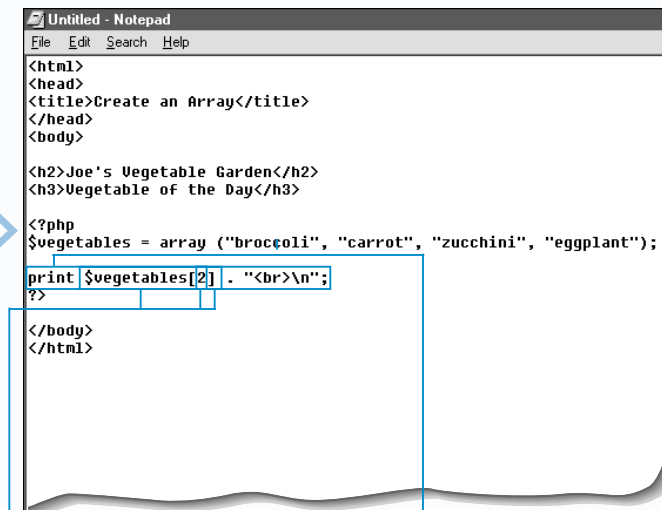 Untitled - Notepad
File Edit Search Help
<html>
<head>
<title>Create an Array</title>
</head>
<body>
<h2>Joe's Vegetable Garden</h2>
<h3>Vegetable of the Day</h3>
<?php
$vegetables = array ("broccoli", "carrot", "zucchini", "eggplant");
print $vegetables[2] . "<br>\n";
?>
</body>
</html>